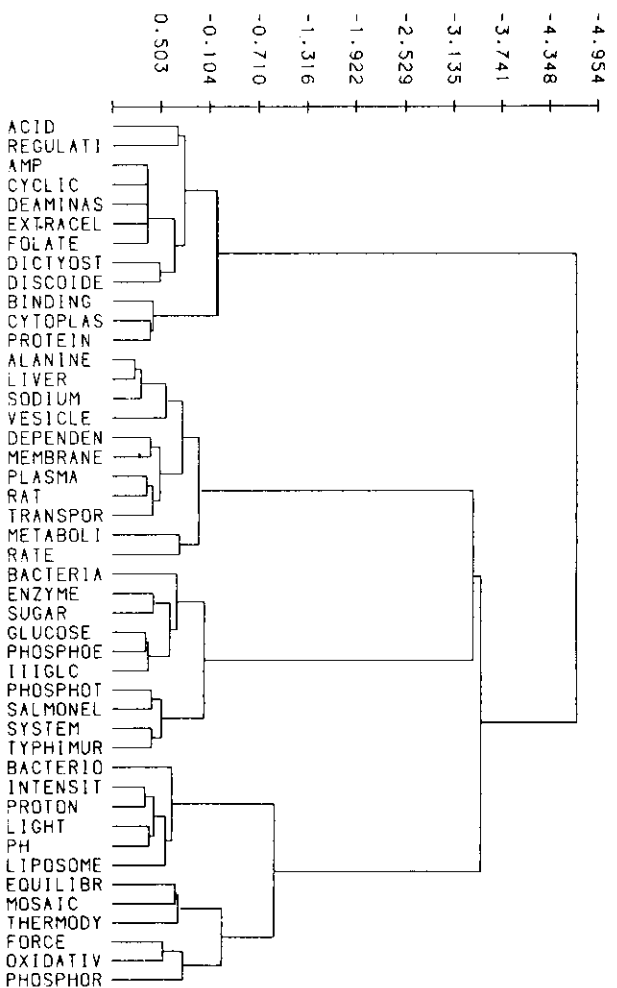 0.503
-0.104
-0.710
-1.316
-1.922
-2.529
-3.135
-3.741
-4.348
-4.954
ACID
REGULATI
AMP
CYCLIC
DEAMINAS
EXTRACEL
FOLATE
DICTYOST
DISCOIDE
BINDING
CYTOPLAS
PROTEIN
ALANINE
LIVER
SODIUM
VESICLE
DEPENDEN
MEMBRANE
PLASMA
RAT
TRANSPOR
METABOLI
RATE
BACTERIA
ENZYME
SUGAR
GLUCOSE
PHOSPHOE
IIIGLC
PHOSPHOT
SALMONEL
SYSTEM
TYPHIMUR
BACTERIO
INTENSIT
PROTON
LIGHT
PH
LIPOSOME
EQUILIBR
MOSAIC
THERMODY
FORCE
OXIDATIV
PHOSPHOR